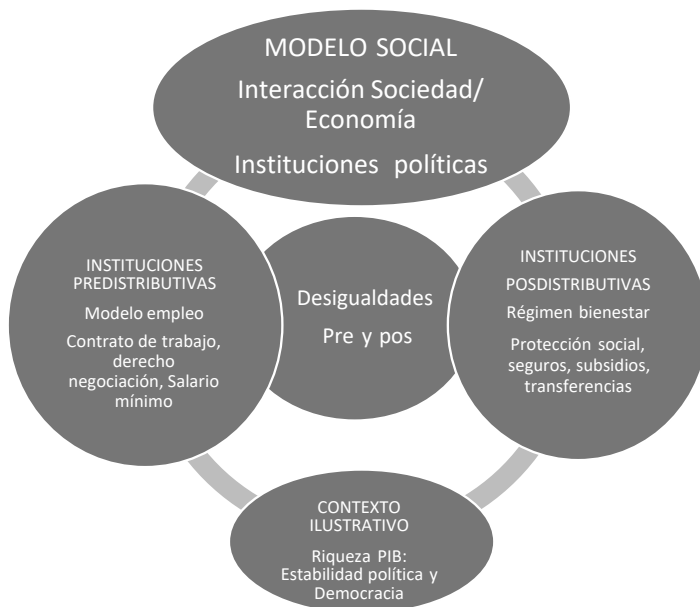 MODELO SOCIAL
Interacción Sociedad/
Economía
Instituciones políticas
INSTITUCIONES
PREDISTRIBUTIVAS
Modelo empleo
Contrato de trabajo,
derecho
negociación, Salario
mínimo
Desigualdades
Pre y pos
INSTITUCIONES
POSDISTRIBUTIVAS
Régimen bienestar
Protección social,
seguros, subsidios,
transferencias
CONTEXTO
ILUSTRATIVO
Riqueza PIB:
Estabilidad política y
Democracia